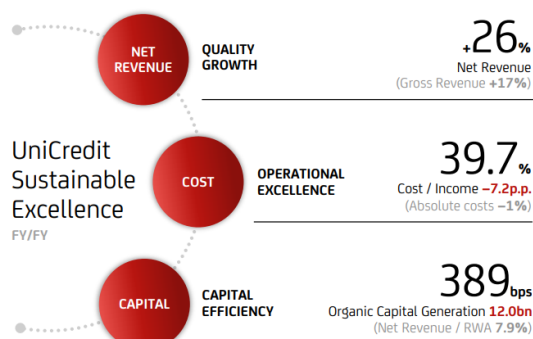 NET
REVENUE
QUALITY
GROWTH
+26%
Net Revenue
(Gross Revenue +17%)
UniCredit
Sustainable
Excellence
FY/FY
COST
OPERATIONAL
EXCELLENCE
39.7%
Cost / Income –7.2p.p.
(Absolute costs –1%)
CAPITAL
CAPITAL
EFFICIENCY
389bps
Organic Capital Generation 12.0bn
(Net Revenue / RWA 7.9%)